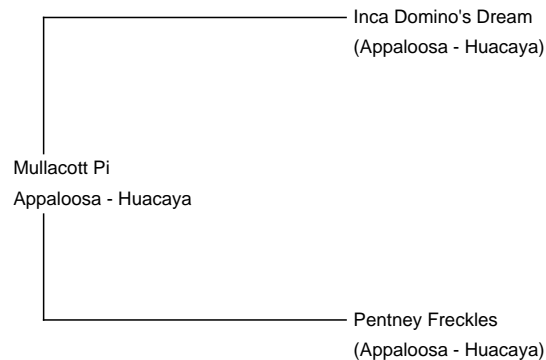 Inca Domino's Dream
(Appaloosa - Huacaya)
Mullacott Pi
Appaloosa - Huacaya
Pentney Freckles
(Appaloosa - Huacaya)